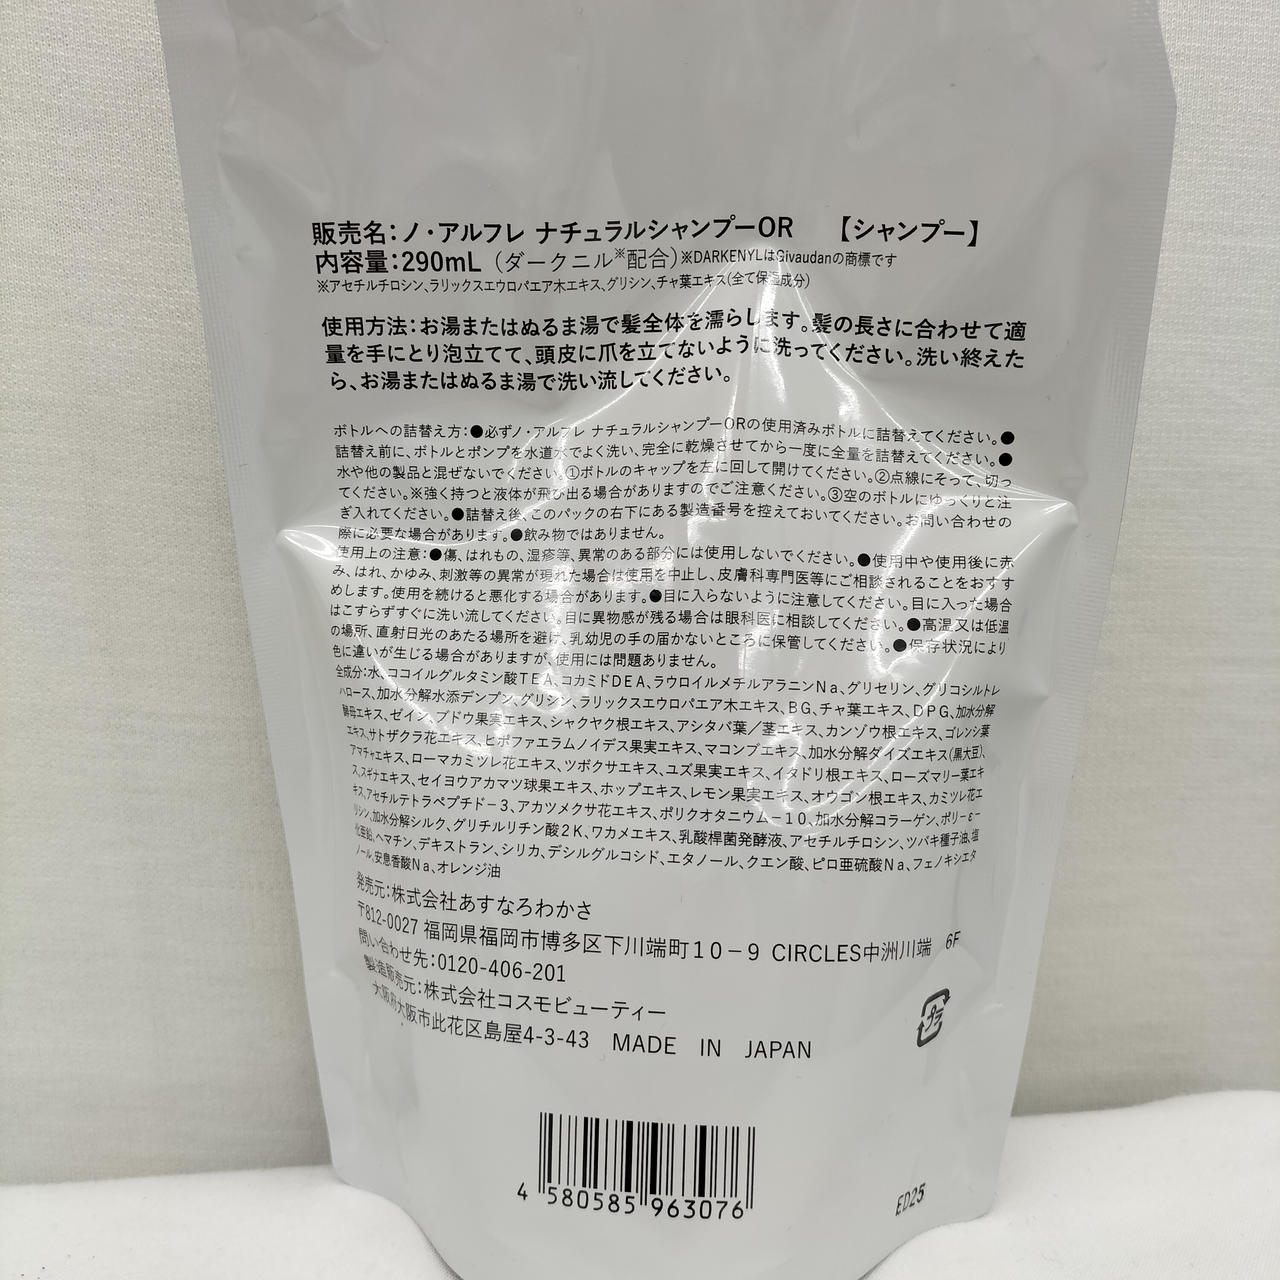 販売名：ノ・アルフレ ナチュラルシャンプーOR 【シャンプー】
内容量：290mL（ダークニル※配合）※DARKENYLはGivaudanの商標です
※アセチルチロシン、ラリックスエウロパエア木エキス、グリシン、チャ葉エキス(全て保湿成分)
使用方法：お湯またはぬるま湯で髪全体を濡らします。髪の長さに合わせて適
量を手にとり泡立てて、頭皮に爪を立てないように洗ってください。洗い終えた
ら、お湯またはぬるま湯で洗い流してください。
ボトルへの詰替え方：●必ずノ・アルフレ ナチュラルシャンプーORの使用済みボトルに詰替えてください。●
詰替え前に、ボトルとポンプを水道水でよく洗い、完全に乾燥させてから一度に全量を詰替えてください。●
水や他の製品と混ぜないでください。①ボトルのキャップを左に回して開けてください。②点線にそって、切っ
てください。※強く持つと液体が飛び出る場合がありますのでご注意ください。③空のボトルにゆっくりと注
ぎ入れてください。●詰替え後、このパックの右下にある製造番号を控えておいてください。お問い合わせの
際に必要な場合があります。●飲み物ではありません。
使用上の注意：●傷、はれもの、湿疹等、異常のある部分には使用しないでください。●使用中や使用後に赤
み、はれ、かゆみ、刺激等の異常が現れた場合は使用を中止し、皮膚科専門医等にご相談されることをおすす
めします。使用を続けると悪化する場合があります。●目に入らないように注意してください。目に入った場合
はこすらずすぐに洗い流してください。目に異物感が残る場合は眼科医に相談してください。●高温又は低温
の場所、直射日光のあたる場所を避け、乳幼児の手の届かないところに保管してください。●保存状況により
色に違いが生じる場合がありますが、使用には問題ありません。
全成分：水、ココイルグルタミン酸TEA、コカミドDEA、ラウロイルメチルアラニンNa、グリセリン、グリコシルトレ
ハロース、加水分解水添デンプン、グリシン、ラリックスエウロパエア木エキス、BG、チャ葉エキス、DPG、加水分解
酵母エキス、ゼイン、ブドウ果実エキス、シャクヤク根エキス、アシタバ葉／茎エキス、カンゾウ根エキス、ゴレンシ葉
エキス、サトザクラ花エキス、ヒポファエラムノイデス果実エキス、マコンブエキス、加水分解ダイズエキス(黒大豆)、
アマチャエキス、ローマカミツレ花エキス、ツボクサエキス、ユズ果実エキス、イタドリ根エキス、ローズマリー葉エキ
ス、スギナエキス、セイヨウアカマツ球果エキス、ホップエキス、レモン果実エキス、オウゴン根エキス、カミツレ花エ
キス、アセチルテトラペプチド－3、アカツメクサ花エキス、ポリクオタニウム－10、加水分解コラーゲン、ポリ－ε－
リシン、加水分解シルク、グリチルリチン酸2K、ワカメエキス、乳酸桿菌発酵液、アセチルチロシン、ツバキ種子油、塩
化亜鉛、ヘマチン、デキストラン、シリカ、デシルグルコシド、エタノール、クエン酸、ピロ亜硫酸Na、フェノキシエタ
ノール、安息香酸Na、オレンジ油
発売元：株式会社あすなろわかさ
〒812-0027 福岡県福岡市博多区下川端町10－9 CIRCLES中洲川端 6F
問い合わせ先：0120-406-201
製造販売元：株式会社コスモビューティー
大阪府大阪市此花区島屋4-3-43 MADE IN JAPAN
プラ
4 580585 963076
ED25